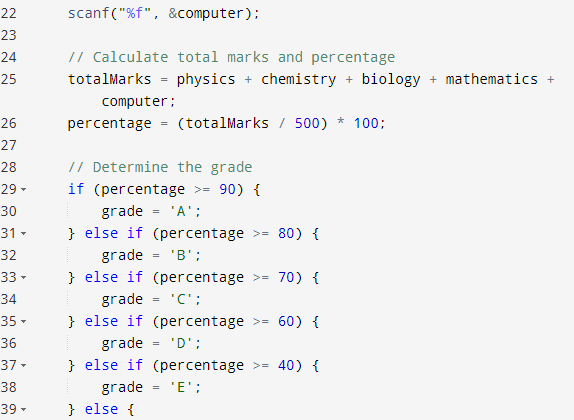 22 scanf("%f", &computer);
23
24 // Calculate total marks and percentage
25 totalMarks = physics + chemistry + biology + mathematics +
computer;
26 percentage = (totalMarks / 500) * 100;
27
28 // Determine the grade
29 if (percentage >= 90) {
30 grade = 'A';
31 } else if (percentage >= 80) {
32 grade = 'B';
33 } else if (percentage >= 70) {
34 grade = 'C';
35 } else if (percentage >= 60) {
36 grade = 'D';
37 } else if (percentage >= 40) {
38 grade = 'E';
39 } else {